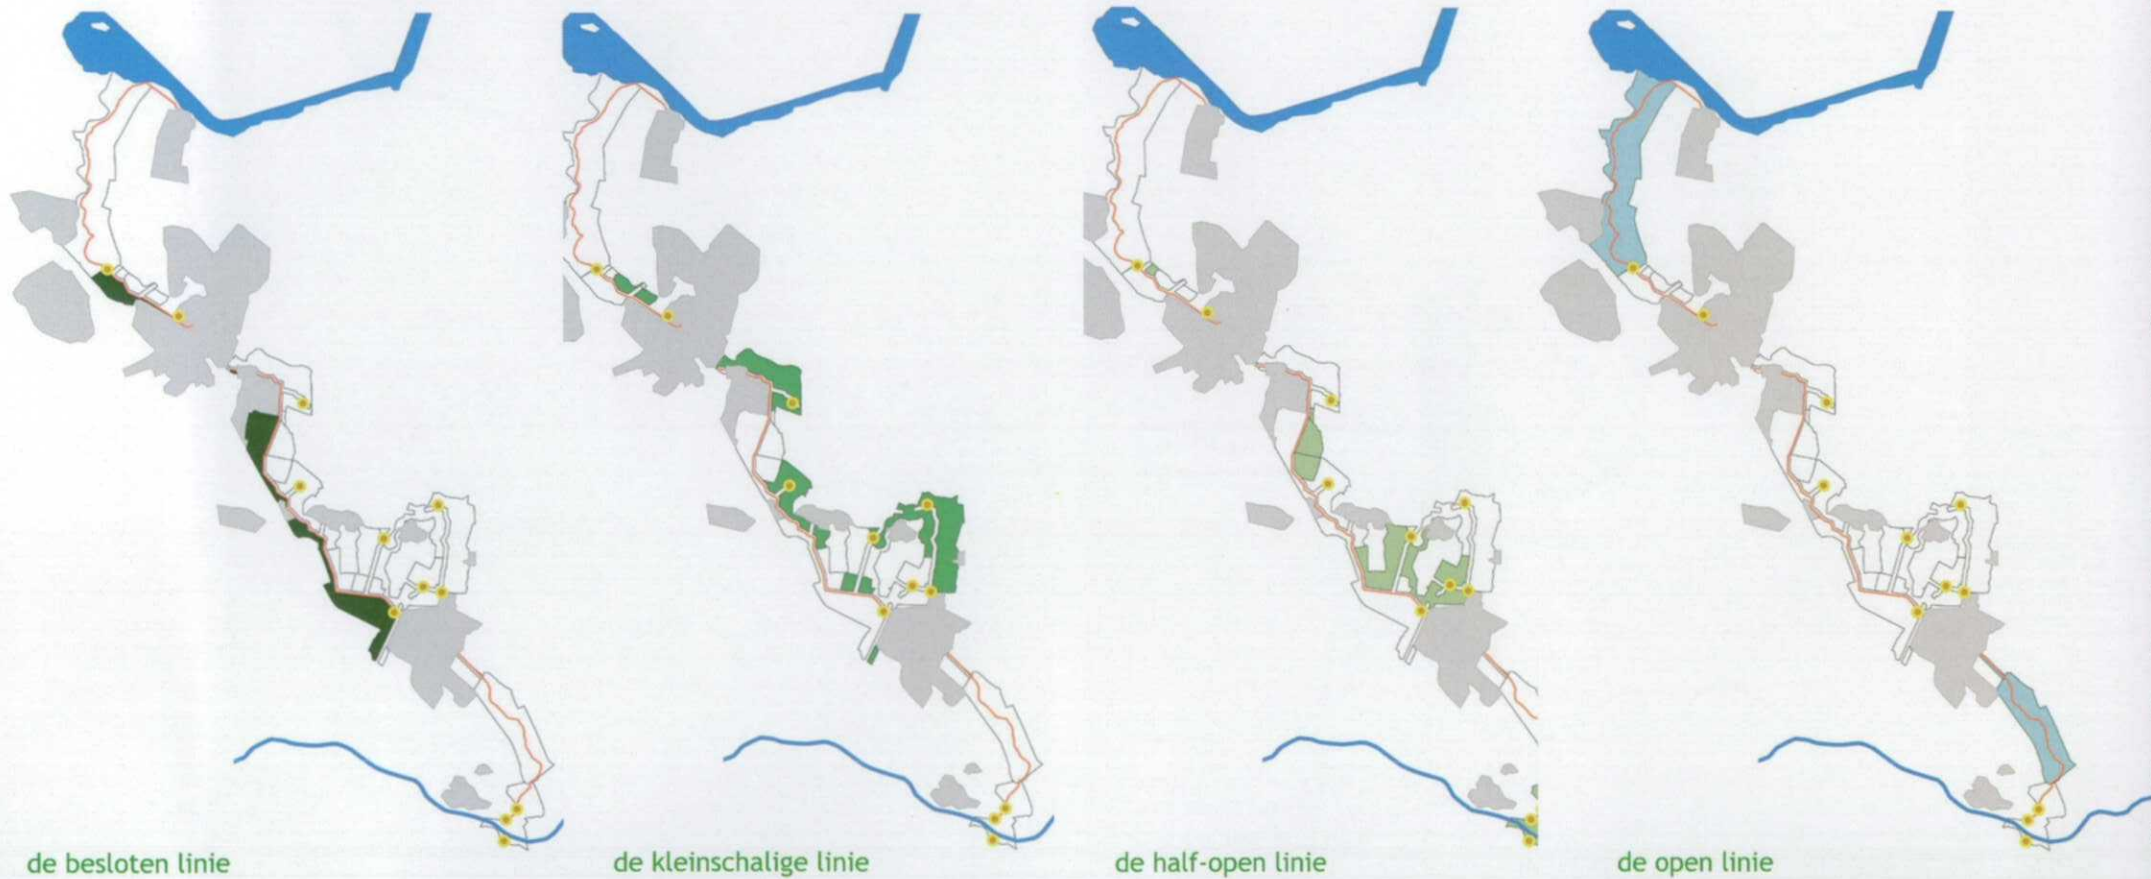 de besloten linie
de kleinschalige linie
de half-open linie
de open linie